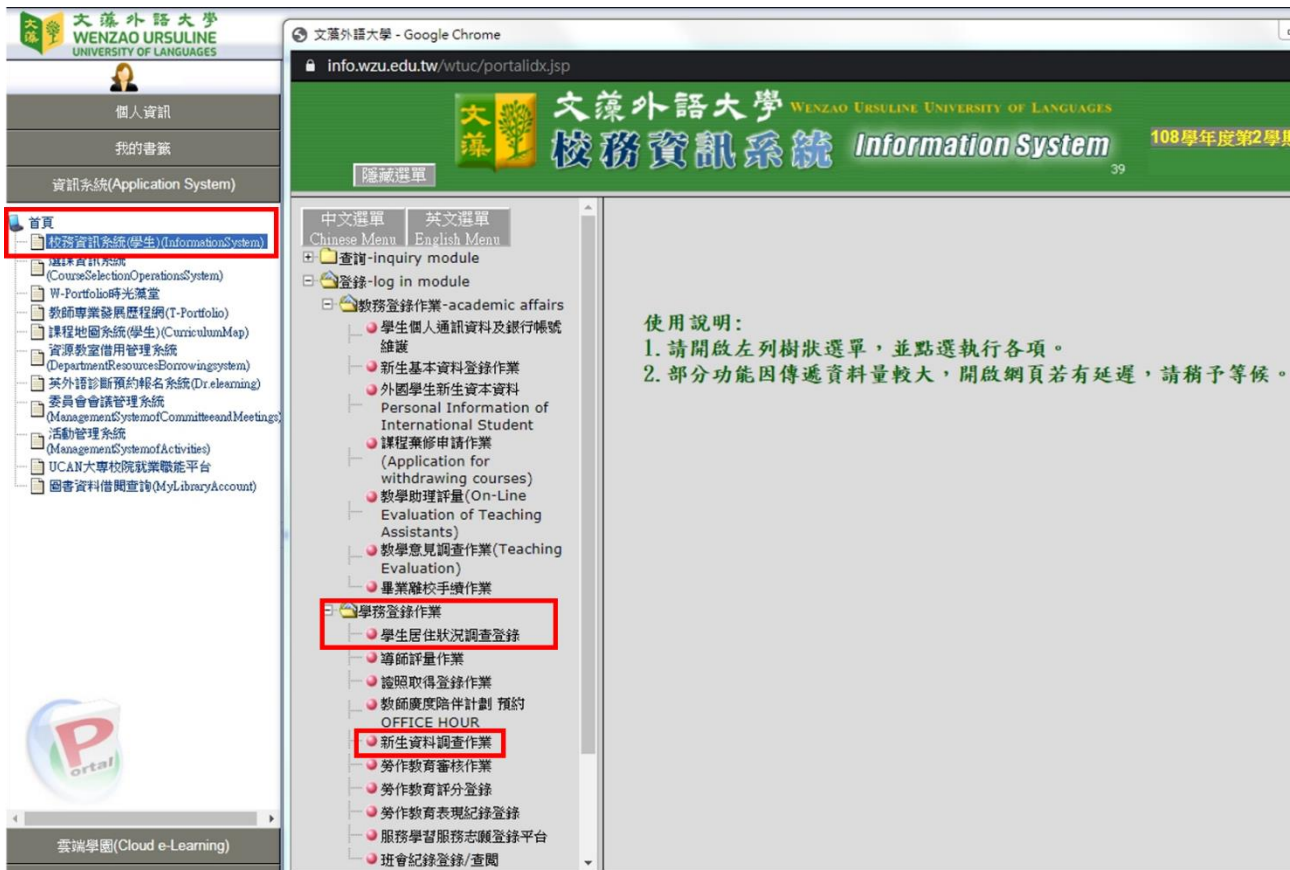 文藻外語大學
WENZAO URSULINE
UNIVERSITY OF LANGUAGES
個人資訊
我的書籤
資訊系統(Application System)
首頁
校務資訊系統(學生)(InformationSystem)
選課資訊系統
(CourseSelectionOperationsSystem)
W-Portfolio時光藻堂
教師專業發展歷程網(T-Portfolio)
課程地圖系統(學生)(CurriculumMap)
資源教室借用管理系統
(DepartmentResourcesBorrowingsystem)
英外語診斷預約報名系統(Dr.elearning)
委員會會議管理系統
(ManagementSystemofCommitteeandMeetings)
活動管理系統
(ManagementSystemofActivities)
UCAN大專校院就業職能平台
圖書資料借閱查詢(MyLibraryAccount)
Portal
雲端學園(Cloud e-Learning)
文藻外語大學 - Google Chrome
info.wzu.edu.tw/wtuc/portalidx.jsp
文藻
文藻外語大學 WENZAO URSULINE UNIVERSITY OF LANGUAGES
校務資訊系統 Information System
39
108學年度第2學期
隱藏選單
中文選單 英文選單
Chinese Menu English Menu
查詢-inquiry module
登錄-log in module
教務登錄作業-academic affairs
學生個人通訊資料及銀行帳號
維護
新生基本資料登錄作業
外國學生新生資本資料
Personal Information of
International Student
課程棄修申請作業
(Application for
withdrawing courses)
教學助理評量(On-Line
Evaluation of Teaching
Assistants)
教學意見調查作業(Teaching
Evaluation)
畢業離校手續作業
學務登錄作業
學生居住狀況調查登錄
導師評量作業
證照取得登錄作業
教師廣度陪伴計劃 預約
OFFICE HOUR
新生資料調查作業
勞作教育審核作業
勞作教育評分登錄
勞作教育表現紀錄登錄
服務學習服務志願登錄平台
班會紀錄登錄/查閱
使用說明:
1.請開啟左列樹狀選單，並點選執行各項。
2.部分功能因傳遞資料量較大，開啟網頁若有延遲，請稍予等候。